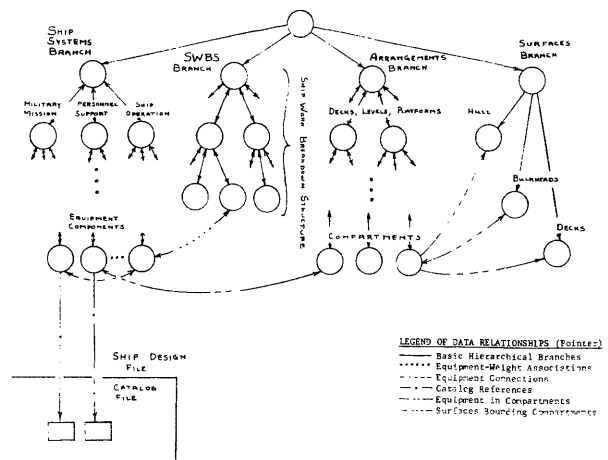 SHIP
SYSTEMS
BRANCH
SWBS
BRANCH
ARRANGEMENTS
BRANCH
SURFACES
BRANCH
MILITARY
MISSION
PERSONNEL
SUPPORT
SHIP
OPERATION
SHIP WORK BREAKDOWN STRUCTURE
DECKS, LEVELS, PLATFORMS
HULL
BULKHEADS
DECKS
EQUIPMENT
COMPONENTS
COMPARTMENTS
SHIP DESIGN
FILE
CATALOG
FILE
LEGEND OF DATA RELATIONSHIPS (Pointer)
Basic Hierarchical Branches
Equipment-Weight Associations
Equipment Connections
Catalog References
Equipment in Compartments
Surfaces Bounding Compartments